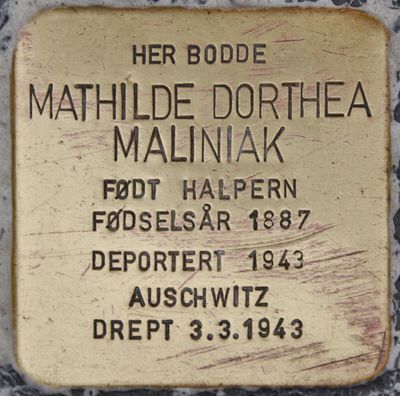 HER BODDE
MATHILDE DORTHEA
MALINIAK
FØDT HALPERN
FØDSELSÅR 1887
DEPORTERT 1943
AUSCHWITZ
DREPT 3.3.1943